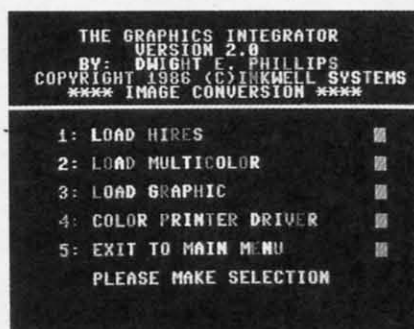 THE GRAPHICS INTEGRATOR
VERSION 2.0
BY: DWIGHT E. PHILLIPS
COPYRIGHT 1986 (C)INKWELL SYSTEMS
**** IMAGE CONVERSION ****
1: LOAD HIRES
2: LOAD MULTICOLOR
3: LOAD GRAPHIC
4: COLOR PRINTER DRIVER
5: EXIT TO MAIN MENU
PLEASE MAKE SELECTION